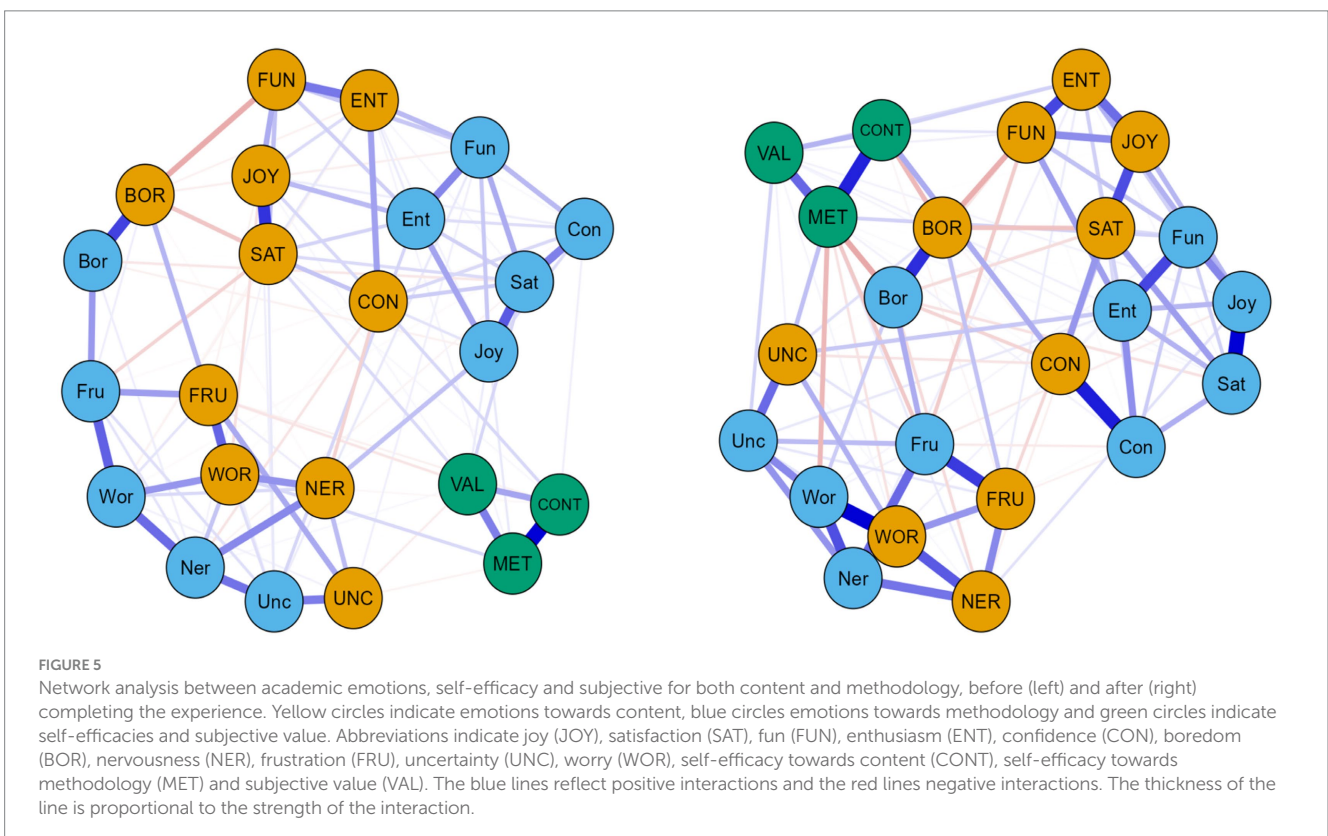 FUN
ENT
JOY
BOR
Fun
Ent
Bor
SAT
Con
Sat
CON
Joy
Fru
FRU
WOR
Wor
NER
VAL
CONT
MET
Ner
Unc
UNC
ENT
CONT
FUN
VAL
JOY
MET
BOR
SAT
Fun
Bor
Ent
Joy
UNC
CON
Sat
Unc
Fru
Con
Wor
FRU
WOR
Ner
NER
FIGURE 5
Network analysis between academic emotions, self-efficacy and subjective for both content and methodology, before (left) and after (right)
completing the experience. Yellow circles indicate emotions towards content, blue circles emotions towards methodology and green circles indicate
self-efficacies and subjective value. Abbreviations indicate joy (JOY), satisfaction (SAT), fun (FUN), enthusiasm (ENT), confidence (CON), boredom
(BOR), nervousness (NER), frustration (FRU), uncertainty (UNC), worry (WOR), self-efficacy towards content (CONT), self-efficacy towards
methodology (MET) and subjective value (VAL). The blue lines reflect positive interactions and the red lines negative interactions. The thickness of the
line is proportional to the strength of the interaction.